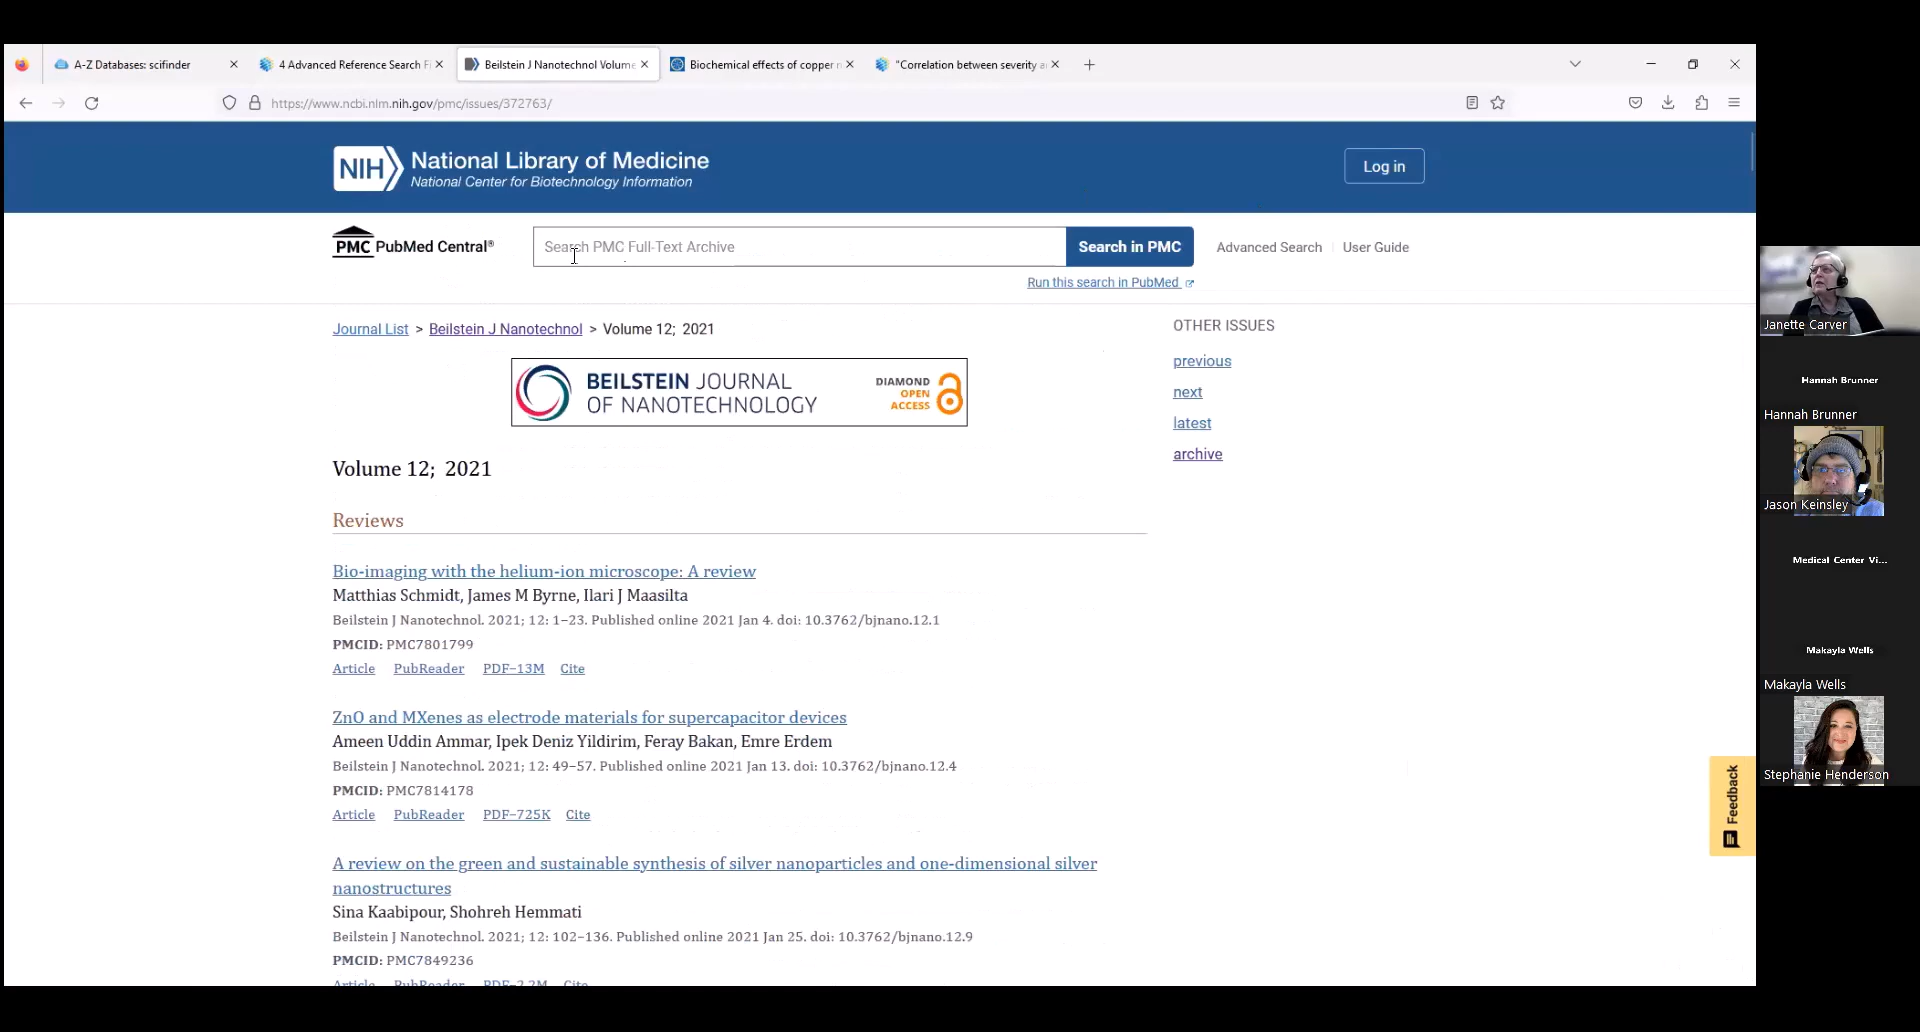 A-Z Databases: scifinder
4 Advanced Reference Search Fi
Beilstein J Nanotechnol Volume
Biochemical effects of copper n
"Correlation between severity a
https://www.ncbi.nlm.nih.gov/pmc/issues/372763/
NIH
National Library of Medicine
National Center for Biotechnology Information
Log in
PMC PubMed Central®
Search PMC Full-Text Archive
Search in PMC
Advanced Search
User Guide
Run this search in PubMed
Journal List > Beilstein J Nanotechnol > Volume 12; 2021
OTHER ISSUES
previous
next
latest
archive
BEILSTEIN JOURNAL
OF NANOTECHNOLOGY
DIAMOND
OPEN
ACCESS
Volume 12; 2021
Reviews
Bio-imaging with the helium-ion microscope: A review
Matthias Schmidt, James M Byrne, Ilari J Maasilta
Beilstein J Nanotechnol. 2021; 12: 1–23. Published online 2021 Jan 4. doi: 10.3762/bjnano.12.1
PMCID: PMC7801799
Article PubReader PDF–13M Cite
ZnO and MXenes as electrode materials for supercapacitor devices
Ameen Uddin Ammar, Ipek Deniz Yildirim, Feray Bakan, Emre Erdem
Beilstein J Nanotechnol. 2021; 12: 49–57. Published online 2021 Jan 13. doi: 10.3762/bjnano.12.4
PMCID: PMC7814178
Article PubReader PDF–725K Cite
A review on the green and sustainable synthesis of silver nanoparticles and one-dimensional silver
nanostructures
Sina Kaabipour, Shohreh Hemmati
Beilstein J Nanotechnol. 2021; 12: 102–136. Published online 2021 Jan 25. doi: 10.3762/bjnano.12.9
PMCID: PMC7849236
Article PubReader PDF–2.2M Cite
Feedback
Janette Carver
Hannah Brunner
Hannah Brunner
Jason Keinsley
Medical Center Vi...
Makayla Wells
Makayla Wells
Stephanie Henderson